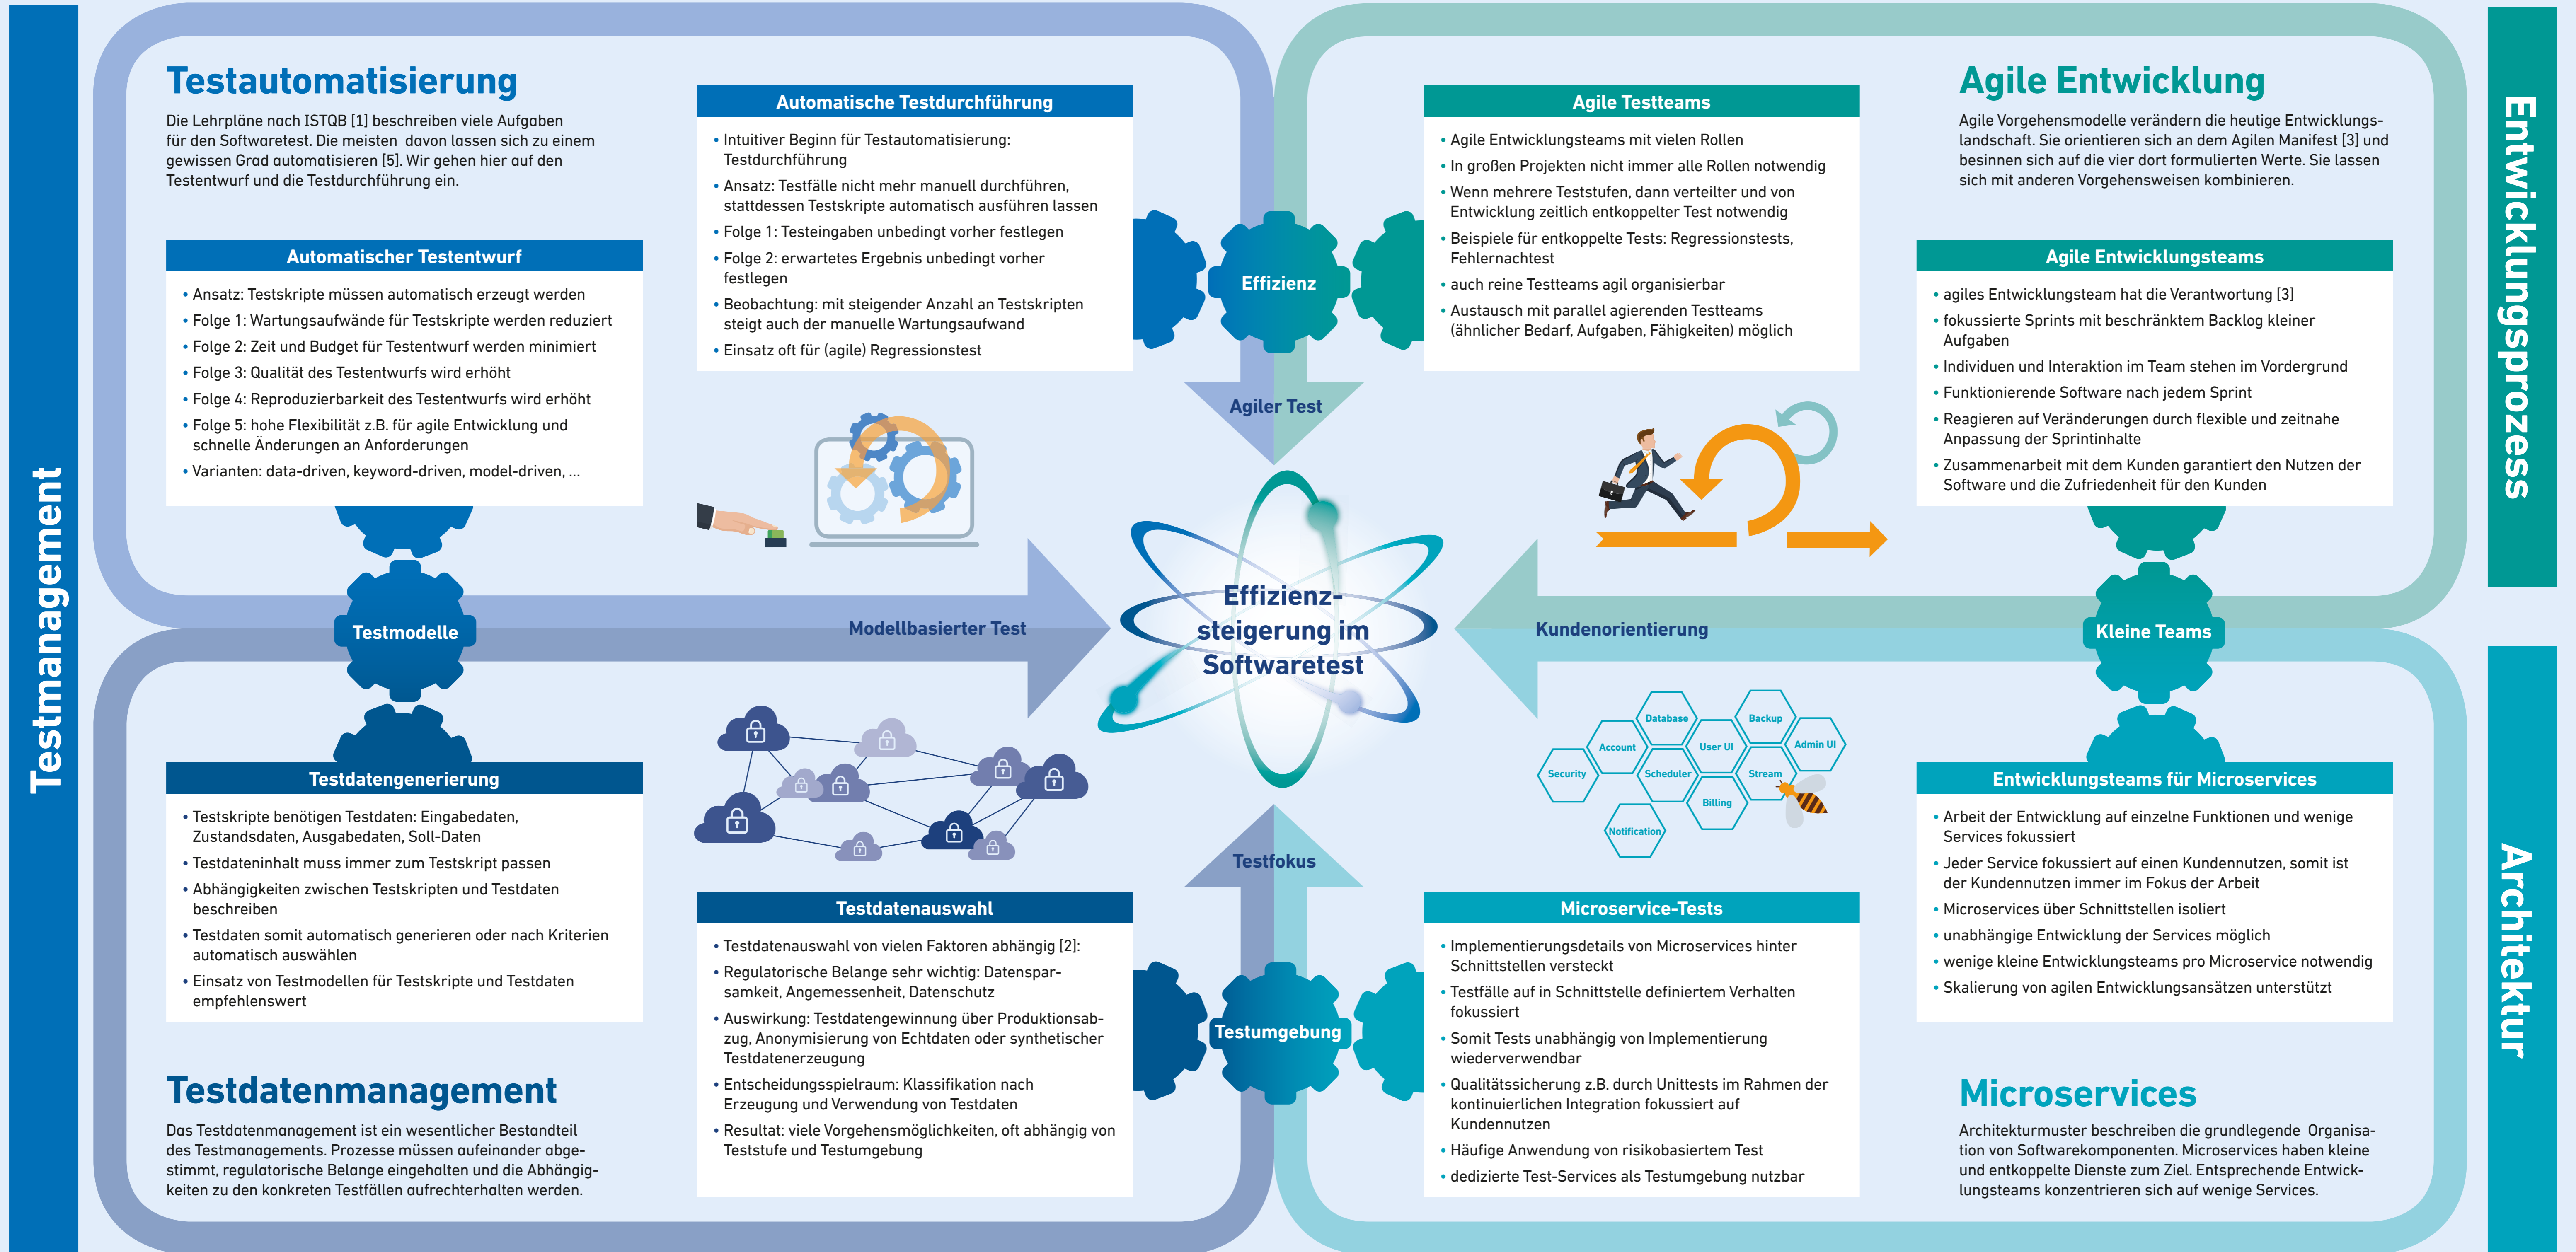 Testmanagement
Testautomatisierung
Die Lehrpläne nach ISTQB [1] beschreiben viele Aufgaben
für den Softwaretest. Die meisten davon lassen sich zu einem
gewissen Grad automatisieren [5]. Wir gehen hier auf den
Testentwurf und die Testdurchführung ein.
Automatischer Testentwurf
• Ansatz: Testskripte müssen automatisch erzeugt werden
• Folge 1: Wartungsaufwände für Testskripte werden reduziert
• Folge 2: Zeit und Budget für Testentwurf werden minimiert
• Folge 3: Qualität des Testentwurfs wird erhöht
• Folge 4: Reproduzierbarkeit des Testentwurfs wird erhöht
• Folge 5: hohe Flexibilität z.B. für agile Entwicklung und
schnelle Änderungen an Anforderungen
• Varianten: data-driven, keyword-driven, model-driven, ...
Automatische Testdurchführung
• Intuitiver Beginn für Testautomatisierung:
Testdurchführung
• Ansatz: Testfälle nicht mehr manuell durchführen,
stattdessen Testskripte automatisch ausführen lassen
• Folge 1: Testeingaben unbedingt vorher festlegen
• Folge 2: erwartetes Ergebnis unbedingt vorher
festlegen
• Beobachtung: mit steigender Anzahl an Testskripten
steigt auch der manuelle Wartungsaufwand
• Einsatz oft für (agile) Regressionstest
Effizienz
Agiler Test
Agile Testteams
• Agile Entwicklungsteams mit vielen Rollen
• In großen Projekten nicht immer alle Rollen notwendig
• Wenn mehrere Teststufen, dann verteilter und von
Entwicklung zeitlich entkoppelter Test notwendig
• Beispiele für entkoppelte Tests: Regressionstests,
Fehlernachtest
• auch reine Testteams agil organisierbar
• Austausch mit parallel agierenden Testteams
(ähnlicher Bedarf, Aufgaben, Fähigkeiten) möglich
Agile Entwicklung
Agile Vorgehensmodelle verändern die heutige Entwicklungs-
landschaft. Sie orientieren sich an dem Agilen Manifest [3] und
besinnen sich auf die vier dort formulierten Werte. Sie lassen
sich mit anderen Vorgehensweisen kombinieren.
Agile Entwicklungsteams
• agiles Entwicklungsteam hat die Verantwortung [3]
• fokussierte Sprints mit beschränktem Backlog kleiner
Aufgaben
• Individuen und Interaktion im Team stehen im Vordergrund
• Funktionierende Software nach jedem Sprint
• Reagieren auf Veränderungen durch flexible und zeitnahe
Anpassung der Sprintinhalte
• Zusammenarbeit mit dem Kunden garantiert den Nutzen der
Software und die Zufriedenheit für den Kunden
Entwicklungsprozess
Testmodelle
Modellbasierter Test
Effizienz-
steigerung im
Softwaretest
Kundenorientierung
Kleine Teams
Testdatengenerierung
• Testskripte benötigen Testdaten: Eingabedaten,
Zustandsdaten, Ausgabedaten, Soll-Daten
• Testdateninhalt muss immer zum Testskript passen
• Abhängigkeiten zwischen Testskripten und Testdaten
beschreiben
• Testdaten somit automatisch generieren oder nach Kriterien
automatisch auswählen
• Einsatz von Testmodellen für Testskripte und Testdaten
empfehlenswert
Testdatenmanagement
Das Testdatenmanagement ist ein wesentlicher Bestandteil
des Testmanagements. Prozesse müssen aufeinander abge-
stimmt, regulatorische Belange eingehalten und die Abhängig-
keiten zu den konkreten Testfällen aufrechterhalten werden.
Testdatenauswahl
• Testdatenauswahl von vielen Faktoren abhängig [2]:
• Regulatorische Belange sehr wichtig: Datenspar-
samkeit, Angemessenheit, Datenschutz
• Auswirkung: Testdatengewinnung über Produktionsab-
zug, Anonymisierung von Echtdaten oder synthetischer
Testdatenerzeugung
• Entscheidungsspielraum: Klassifikation nach
Erzeugung und Verwendung von Testdaten
• Resultat: viele Vorgehensmöglichkeiten, oft abhängig von
Teststufe und Testumgebung
Testfokus
Testumgebung
Database
Backup
Account
User UI
Admin UI
Security
Scheduler
Stream
Billing
Notification
Microservice-Tests
• Implementierungsdetails von Microservices hinter
Schnittstellen versteckt
• Testfälle auf in Schnittstelle definiertem Verhalten
fokussiert
• Somit Tests unabhängig von Implementierung
wiederverwendbar
• Qualitätssicherung z.B. durch Unittests im Rahmen der
kontinuierlichen Integration fokussiert auf
Kundennutzen
• Häufige Anwendung von risikobasiertem Test
• dedizierte Test-Services als Testumgebung nutzbar
Entwicklungsteams für Microservices
• Arbeit der Entwicklung auf einzelne Funktionen und wenige
Services fokussiert
• Jeder Service fokussiert auf einen Kundennutzen, somit ist
der Kundennutzen immer im Fokus der Arbeit
• Microservices über Schnittstellen isoliert
• unabhängige Entwicklung der Services möglich
• wenige kleine Entwicklungsteams pro Microservice notwendig
• Skalierung von agilen Entwicklungsansätzen unterstützt
Microservices
Architekturmuster beschreiben die grundlegende Organisa-
tion von Softwarekomponenten. Microservices haben kleine
und entkoppelte Dienste zum Ziel. Entsprechende Entwick-
lungsteams konzentrieren sich auf wenige Services.
Architektur